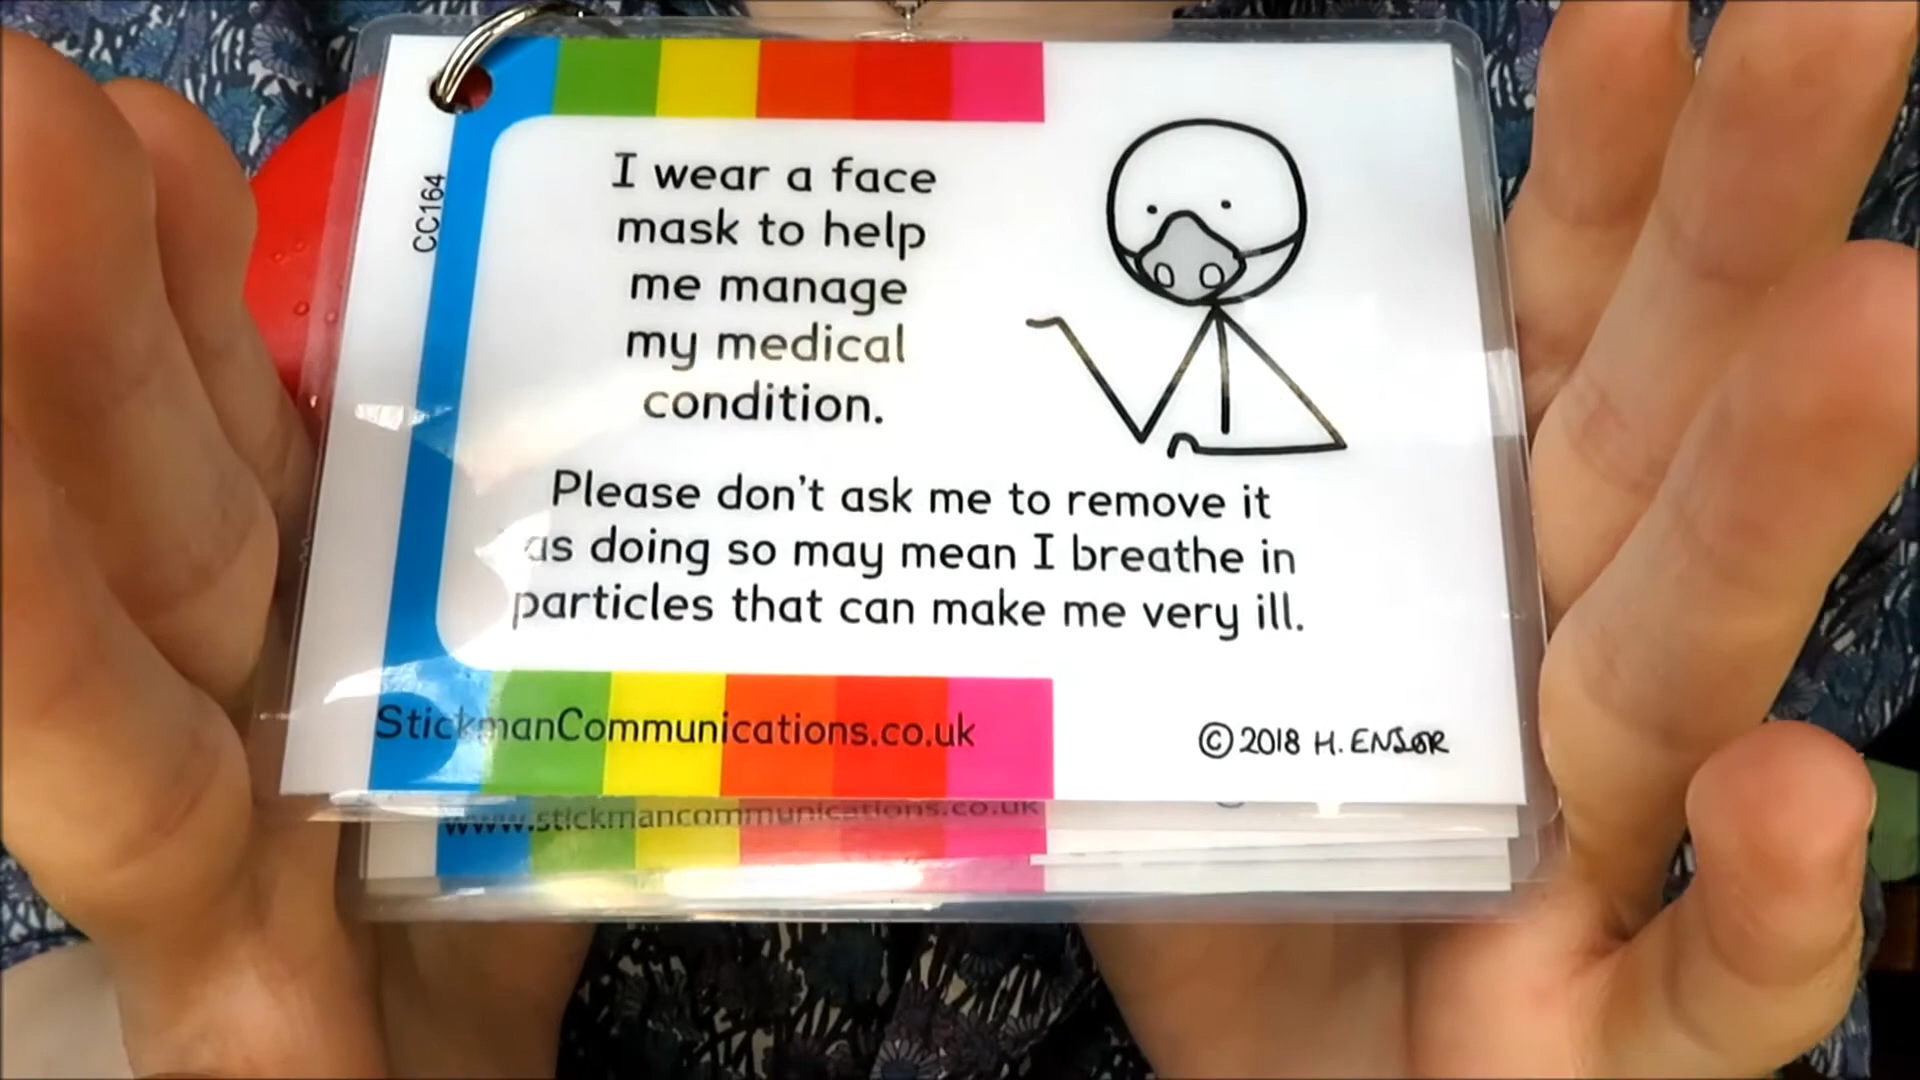 CC164
I wear a face
mask to help
me manage
my medical
condition.
Please don't ask me to remove it
as doing so may mean I breathe in
particles that can make me very ill.
StickmanCommunications.co.uk
©2018 H. ENSOR
www.stickmancommunications.co.uk